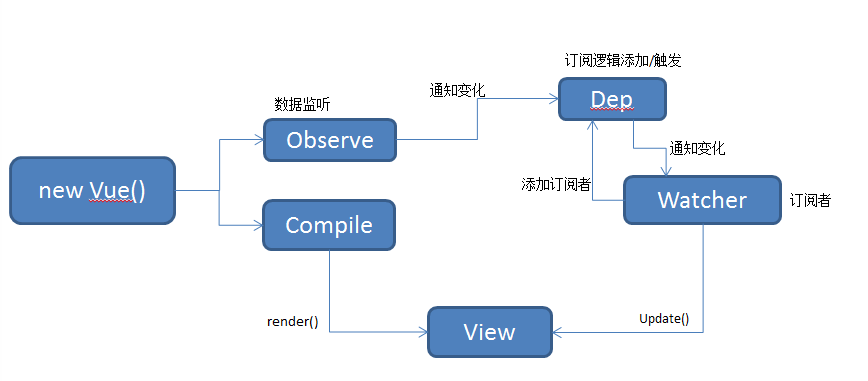 订阅逻辑添加/触发
通知变化
Dep
数据监听
Observe
通知变化
new Vue()
添加订阅者
Watcher
订阅者
Compile
render()
View
Update()